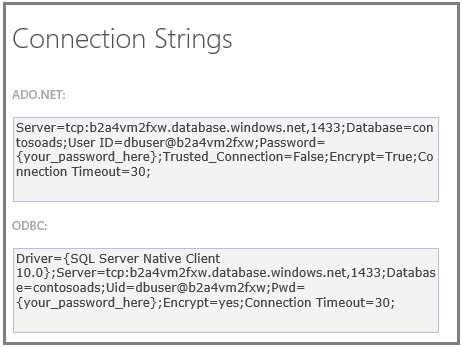 Connection Strings
ADO.NET:
Server=tcp:b2a4vm2fxw.database.windows.net,1433;Database=con
tosoads;User ID=dbuser@b2a4vm2fxw;Password=
{your_password_here};Trusted_Connection=False;Encrypt=True;Co
nnection Timeout=30;
ODBC:
Driver={SQL Server Native Client
10.0};Server=tcp:b2a4vm2fxw.database.windows.net,1433;Databas
e=contosoads;Uid=dbuser@b2a4vm2fxw;Pwd=
{your_password_here};Encrypt=yes;Connection Timeout=30;